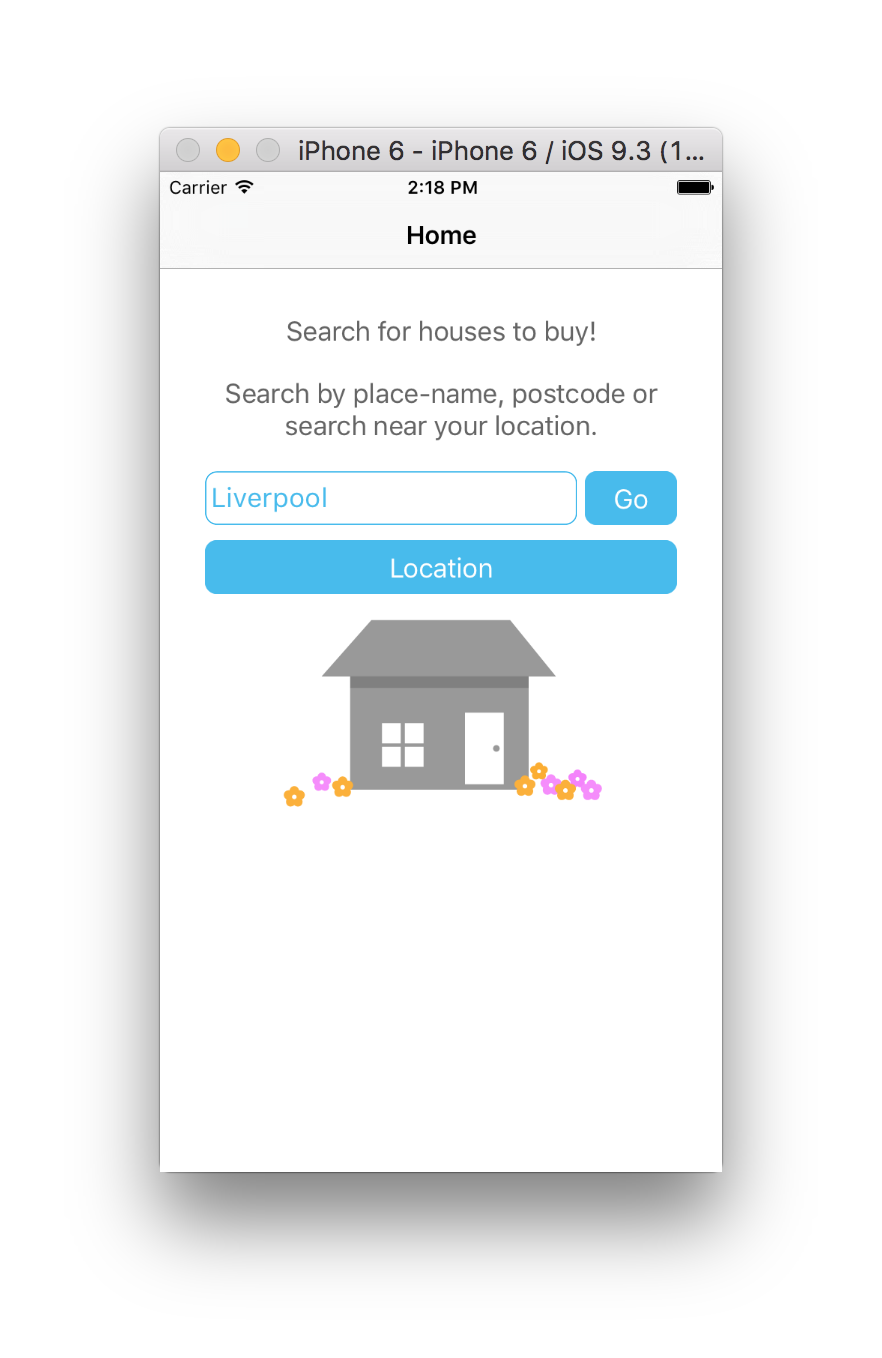 iPhone 6 - iPhone 6 / iOS 9.3 (1...
Carrier 2:18 PM
Home
Search for houses to buy!
Search by place-name, postcode or
search near your location.
Liverpool Go
Location